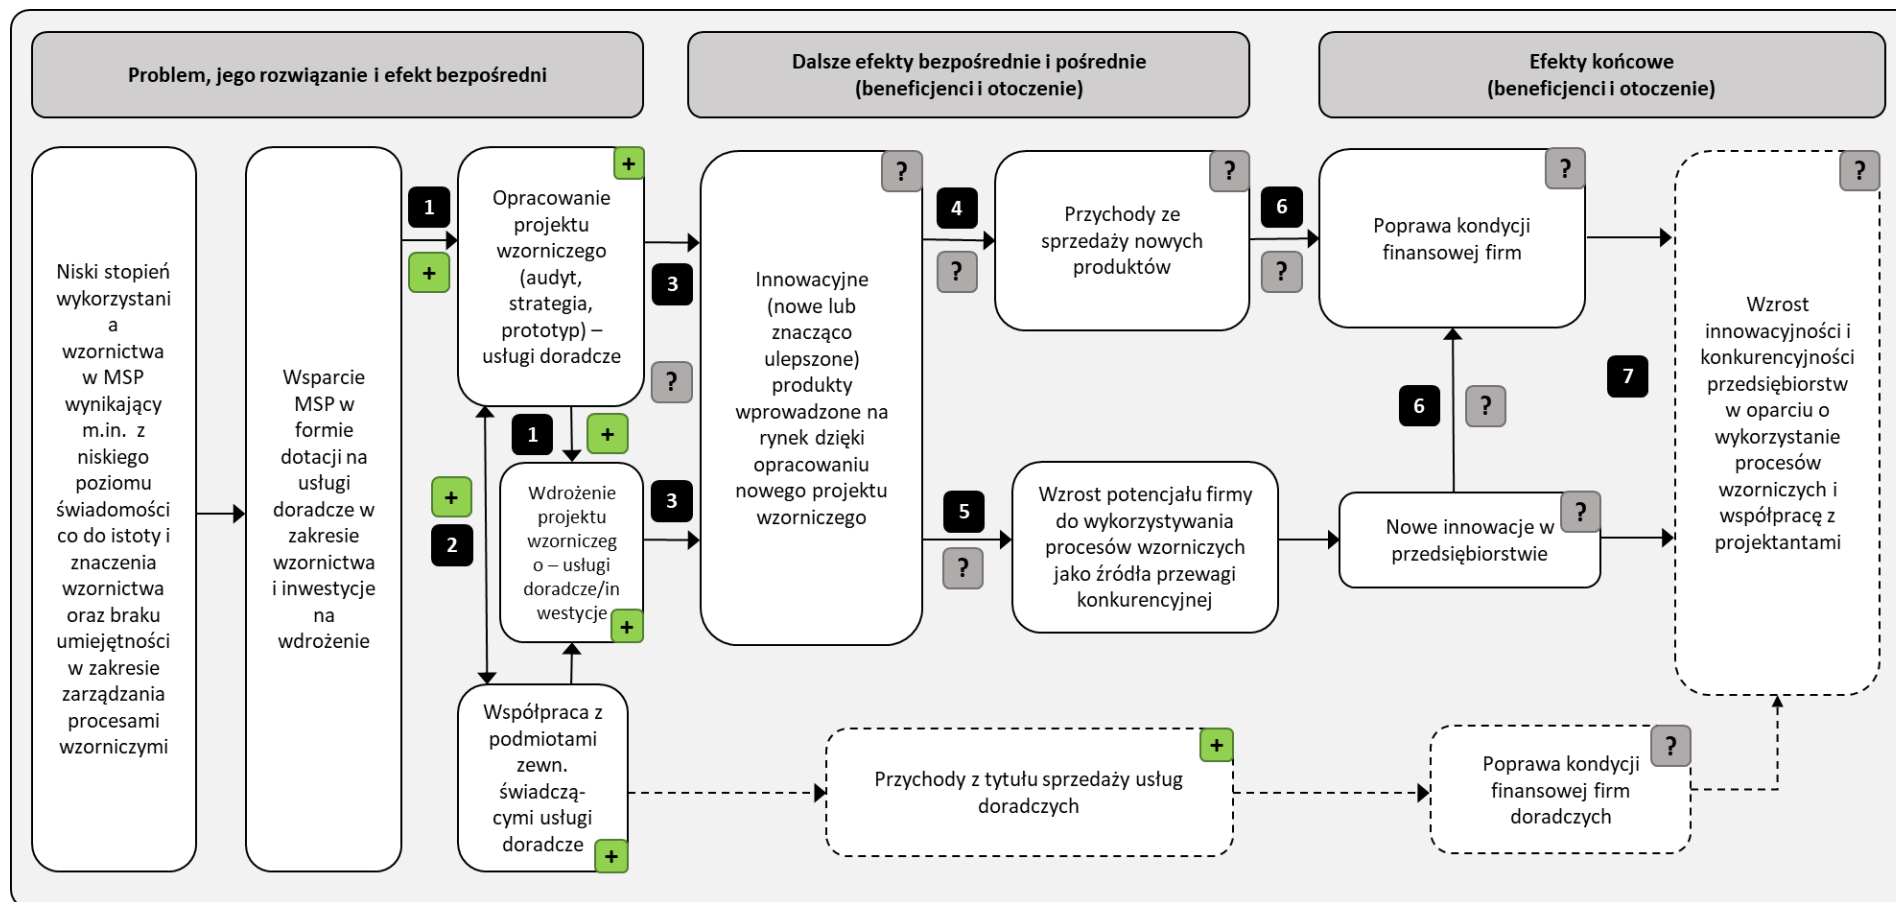 Problem, jego rozwiązanie i efekt bezpośredni
Dalsze efekty bezpośrednie i pośrednie
(beneficjenci i otoczenie)
Efekty końcowe
(beneficjenci i otoczenie)
Niski stopień
wykorzystani
a
wzornictwa
w MSP
wynikający
m.in. z
niskiego
poziomu
świadomości
co do istoty i
znaczenia
wzornictwa
oraz braku
umiejętności
w zakresie
zarządzania
procesami
wzorniczymi
Wsparcie
MSP w
formie
dotacji na
usługi
doradcze w
zakresie
wzornictwa
i inwestycje
na
wdrożenie
1
+
+
Opracowanie
projektu
wzorniczego
(audyt,
strategia,
prototyp) –
usługi doradcze
1
+
+
2
Wdrożenie
projektu
wzorniczeg
o – usługi
doradcze/in
westycje
+
Współpraca z
podmiotami
zewn.
świadczą-
cymi usługi
doradcze
+
3
?
3
?
Innowacyjne
(nowe lub
znacząco
ulepszone)
produkty
wprowadzone na
rynek dzięki
opracowaniu
nowego projektu
wzorniczego
4
?
5
?
?
Przychody ze
sprzedaży nowych
produktów
Wzrost potencjału firmy
do wykorzystywania
procesów wzorniczych
jako źródła przewagi
konkurencyjnej
+
Przychody z tytułu sprzedaży usług
doradczych
6
?
?
Poprawa kondycji
finansowej firm
6
?
?
Nowe innowacje w
przedsiębiorstwie
?
Poprawa kondycji
finansowej firm
doradczych
7
?
Wzrost
innowacyjności i
konkurencyjności
przedsiębiorstw
w oparciu o
wykorzystanie
procesów
wzorniczych i
współpracę z
projektantami